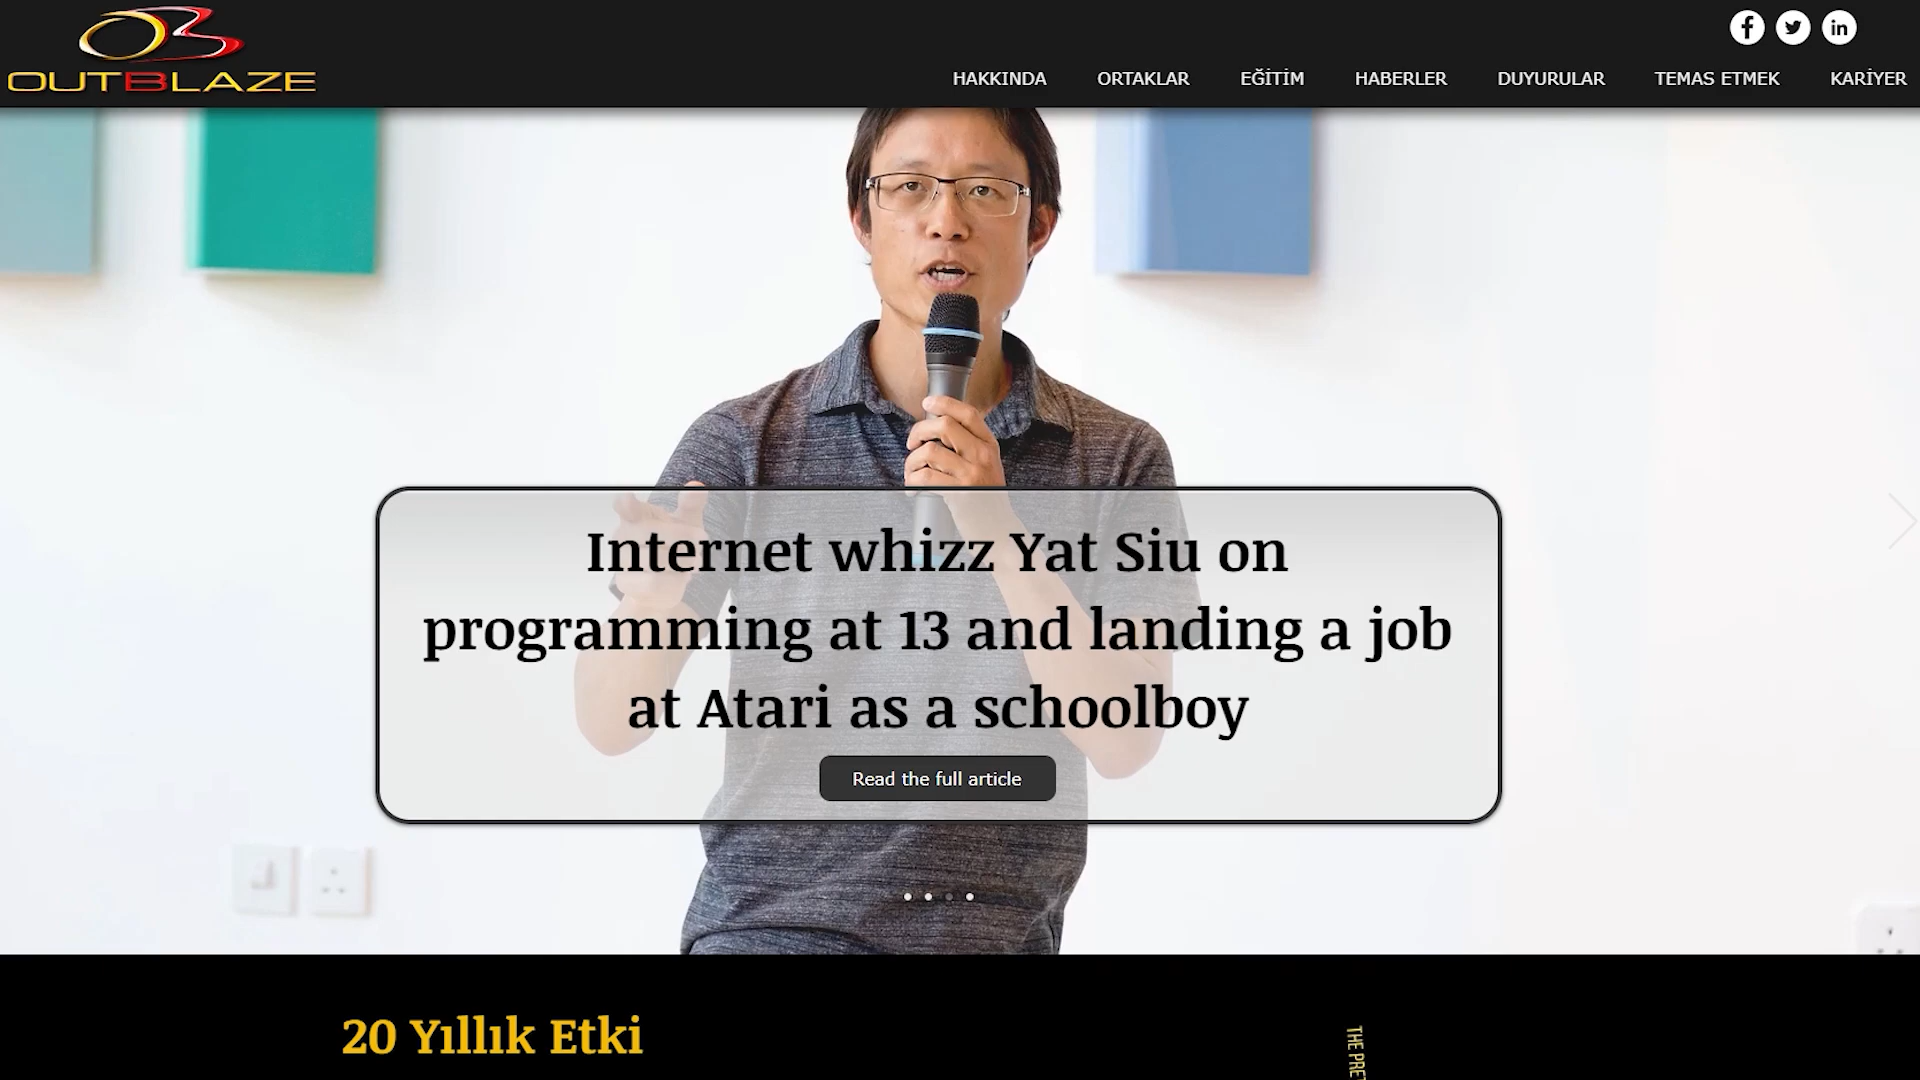 OUTBLAZE
HAKKINDA ORTAKLAR EĞİTİM HABERLER DUYURULAR TEMAS ETMEK KARİYER
Internet whizz Yat Siu on
programming at 13 and landing a job
at Atari as a schoolboy
Read the full article
20 Yıllık Etki
THE